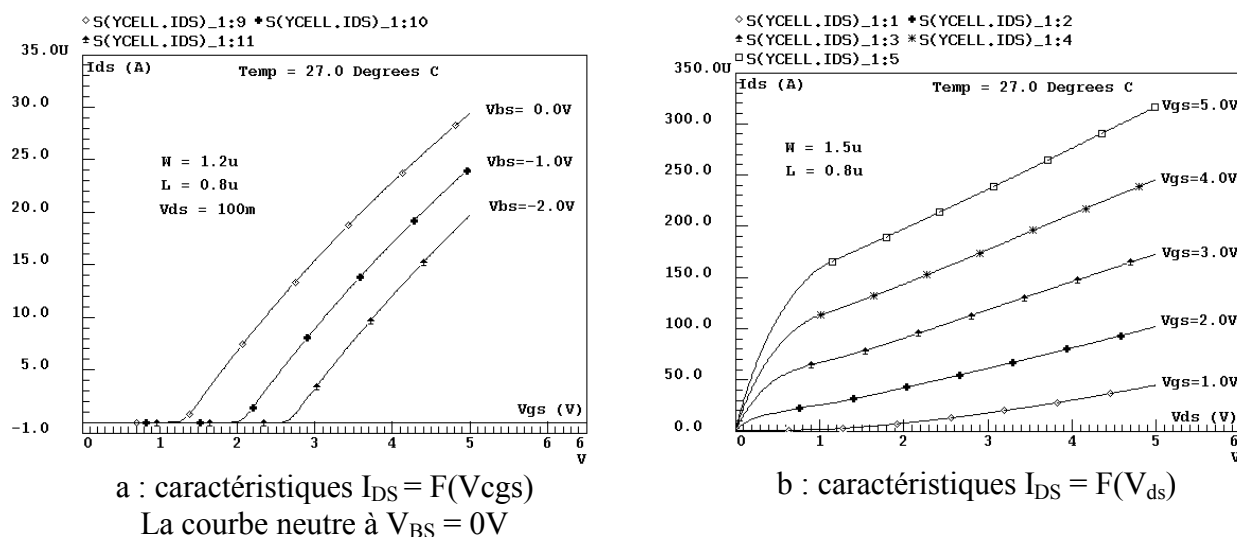 S(YCELL.IDS)_1:9 S(YCELL.IDS)_1:10
S(YCELL.IDS)_1:11
35.0U
Ids (A)
Temp = 27.0 Degrees C
30.0
Vbs= 0.0V
25.0
W = 1.2u
Vbs=-1.0V
L = 0.8u
20.0
Vds = 100m
Vbs=-2.0V
15.0
10.0
5.0
Vgs (V)
-1.0
0 1 2 3 4 5 6 6
V
a : caractéristiques IDS = F(Vcgs)
La courbe neutre à VBS = 0V
S(YCELL.IDS)_1:1 S(YCELL.IDS)_1:2
S(YCELL.IDS)_1:3 S(YCELL.IDS)_1:4
S(YCELL.IDS)_1:5
350.0U
Ids (A)
Temp = 27.0 Degrees C
Vgs=5.0V
300.0
W = 1.5u
250.0
L = 0.8u
Vgs=4.0V
200.0
Vgs=3.0V
150.0
100.0
Vgs=2.0V
50.0
Vgs=1.0V
Vds (V)
0.0
0 1 2 3 4 5 6
V
b : caractéristiques IDS = F(Vds)